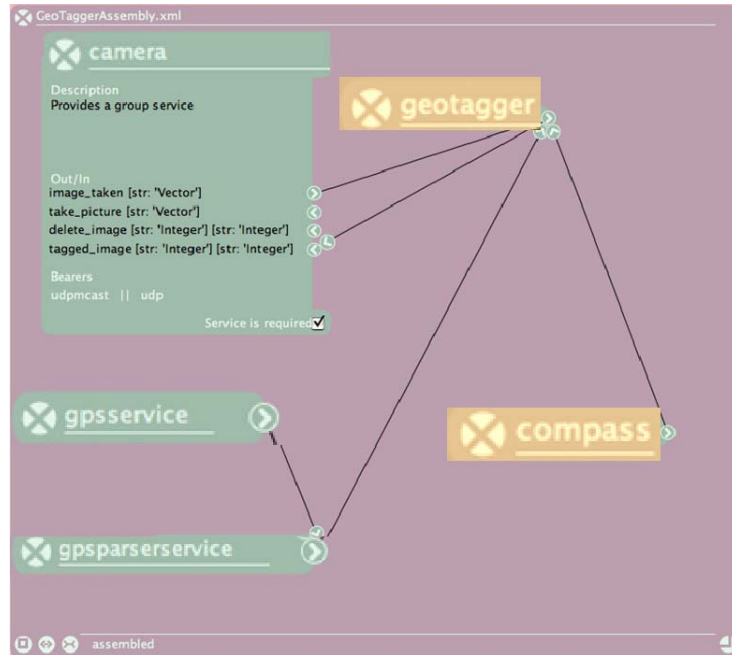 GeoTaggerAssembly.xml
camera
Description
Provides a group service
geotagger
Out/In
image_taken [str: 'Vector']
take_picture [str: 'Vector']
delete_image [str: 'Integer'] [str: 'Integer']
tagged_image [str: 'Integer'] [str: 'Integer']
Bearers
udpmcast || udp
Service is required
gpsservice
compass
gpsparserservice
assembled